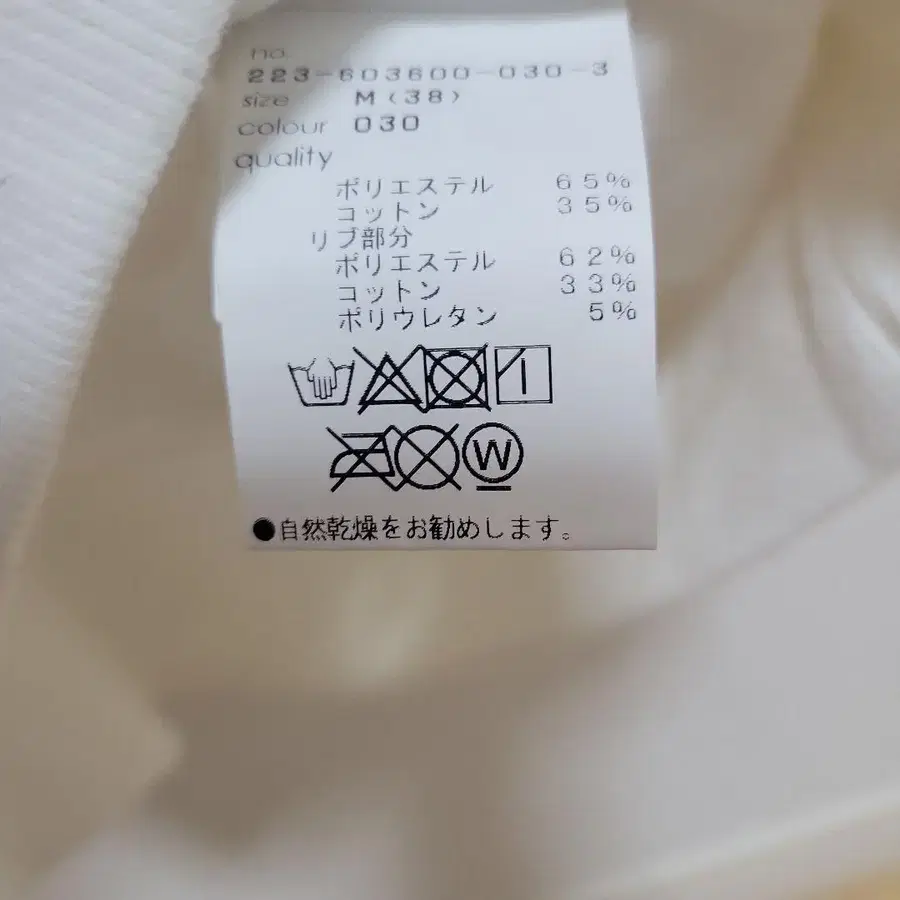 no.
223-603600-030-3
size M(38)
colour 030
quality
ポリエステル 65%
コットン 35%
リブ部分
ポリエステル 62%
コットン 33%
ポリウレタン 5%
W
●自然乾燥をお勧めします。